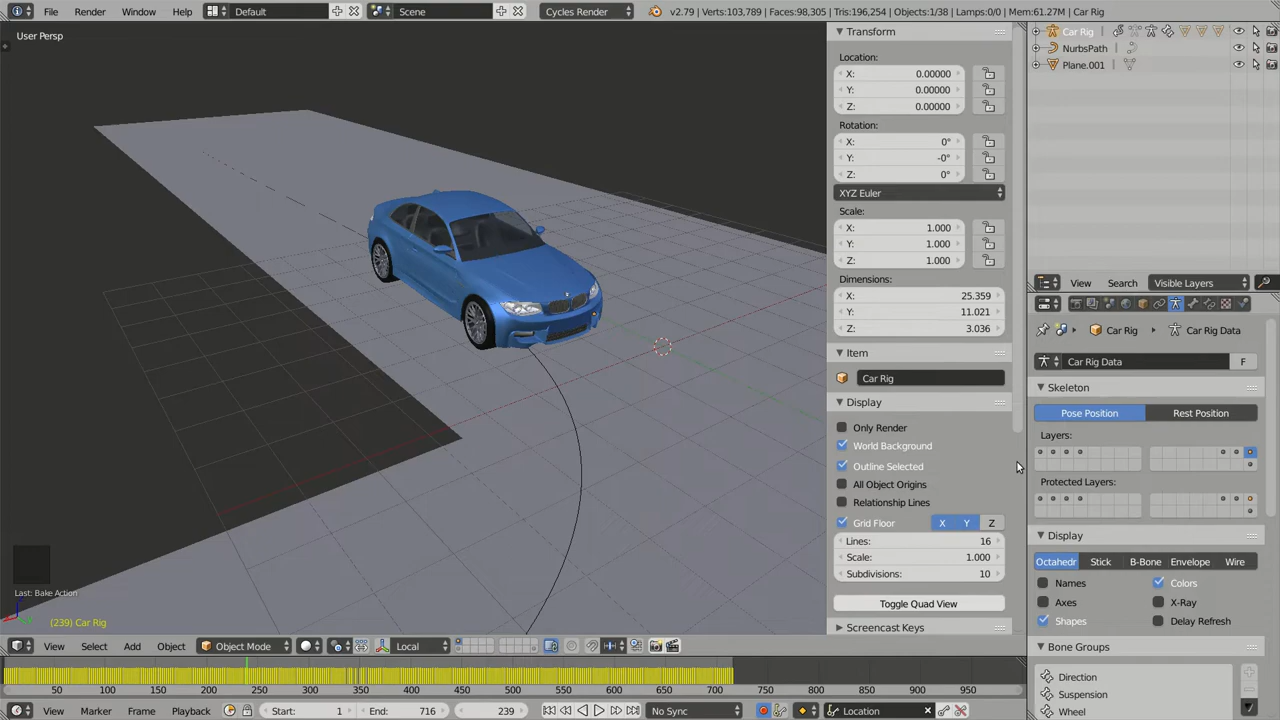 File Render Window Help Default Scene Cycles Render v2.79 | Verts:103,789 | Faces:98,305 | Tris:196,254 | Objects:1/38 | Lamps:0/0 | Mem:61.27M | Car Rig
User Persp
Transform
Location:
X: 0.00000
Y: 0.00000
Z: 0.00000
Rotation:
X: 0°
Y: -0°
Z: 0°
XYZ Euler
Scale:
X: 1.000
Y: 1.000
Z: 1.000
Dimensions:
X: 25.359
Y: 11.021
Z: 3.036
Item
Car Rig
Display
Only Render
World Background
Outline Selected
All Object Origins
Relationship Lines
Grid Floor X Y Z
Lines: 16
Scale: 1.000
Subdivisions: 10
Toggle Quad View
Screencast Keys
Car Rig
NurbsPath
Plane.001
View Search Visible Layers
Car Rig Car Rig Data
Car Rig Data F
Skeleton
Pose Position Rest Position
Layers:
Protected Layers:
Display
Octahedr Stick B-Bone Envelope Wire
Names Colors
Axes X-Ray
Shapes Delay Refresh
Bone Groups
Direction
Suspension
Wheel
Last: Bake Action
(239) Car Rig
View Select Add Object Object Mode Local
50 100 150 200 250 300 350 400 450 500 550 600 650 700 750 800 850 900 950
View Marker Frame Playback Start: 1 End: 716 239 No Sync Location